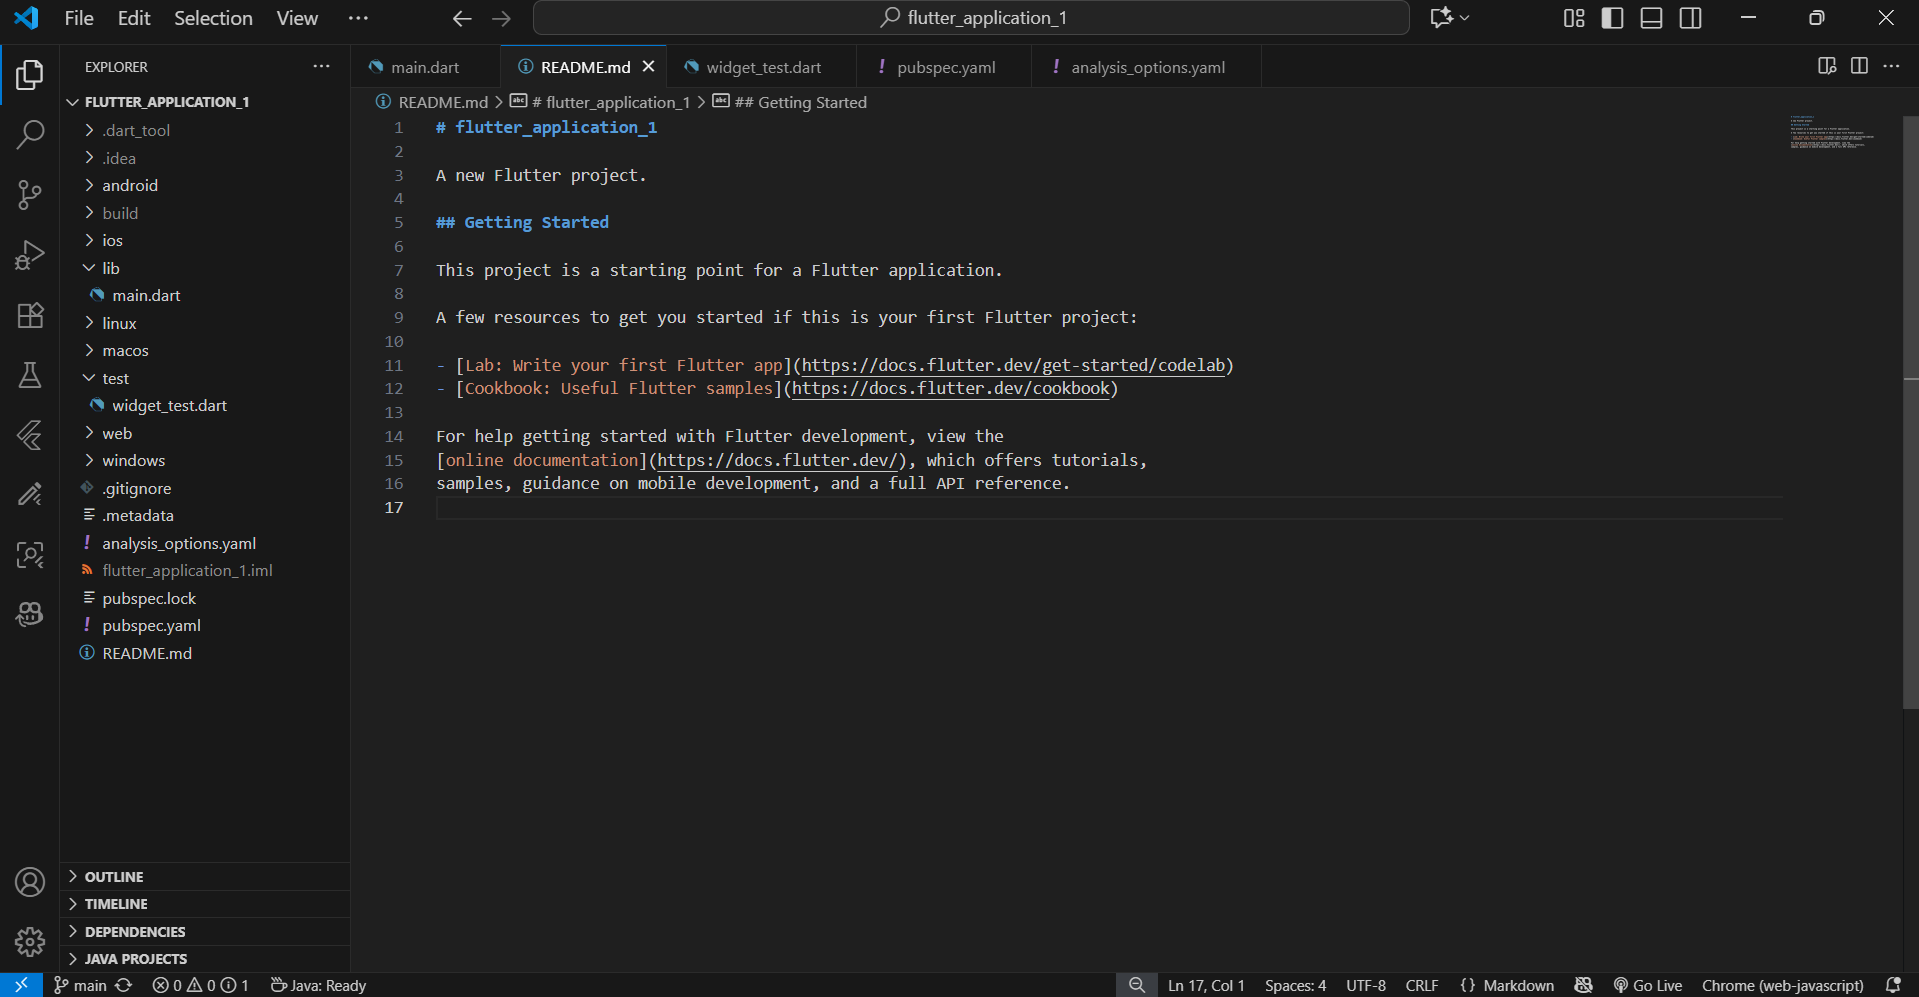 File Edit Selection View ···
flutter_application_1
EXPLORER ···
FLUTTER_APPLICATION_1
.dart_tool
.idea
android
build
ios
lib
main.dart
linux
macos
test
widget_test.dart
web
windows
.gitignore
.metadata
analysis_options.yaml
flutter_application_1.iml
pubspec.lock
pubspec.yaml
README.md
OUTLINE
TIMELINE
DEPENDENCIES
JAVA PROJECTS
main.dart README.md widget_test.dart ! pubspec.yaml ! analysis_options.yaml
README.md > # flutter_application_1 > ## Getting Started
1 # flutter_application_1
2
3 A new Flutter project.
4
5 ## Getting Started
6
7 This project is a starting point for a Flutter application.
8
9 A few resources to get you started if this is your first Flutter project:
10
11 - [Lab: Write your first Flutter app](https://docs.flutter.dev/get-started/codelab)
12 - [Cookbook: Useful Flutter samples](https://docs.flutter.dev/cookbook)
13
14 For help getting started with Flutter development, view the
15 [online documentation](https://docs.flutter.dev/), which offers tutorials,
16 samples, guidance on mobile development, and a full API reference.
17
main 0 0 1 Java: Ready Ln 17, Col 1 Spaces: 4 UTF-8 CRLF {} Markdown Go Live Chrome (web-javascript)